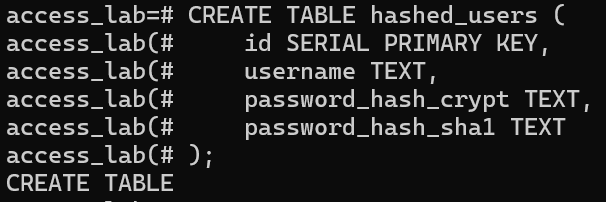 access_lab=# CREATE TABLE hashed_users (
access_lab(#     id SERIAL PRIMARY KEY,
access_lab(#     username TEXT,
access_lab(#     password_hash_crypt TEXT,
access_lab(#     password_hash_sha1 TEXT
access_lab(# );
CREATE TABLE